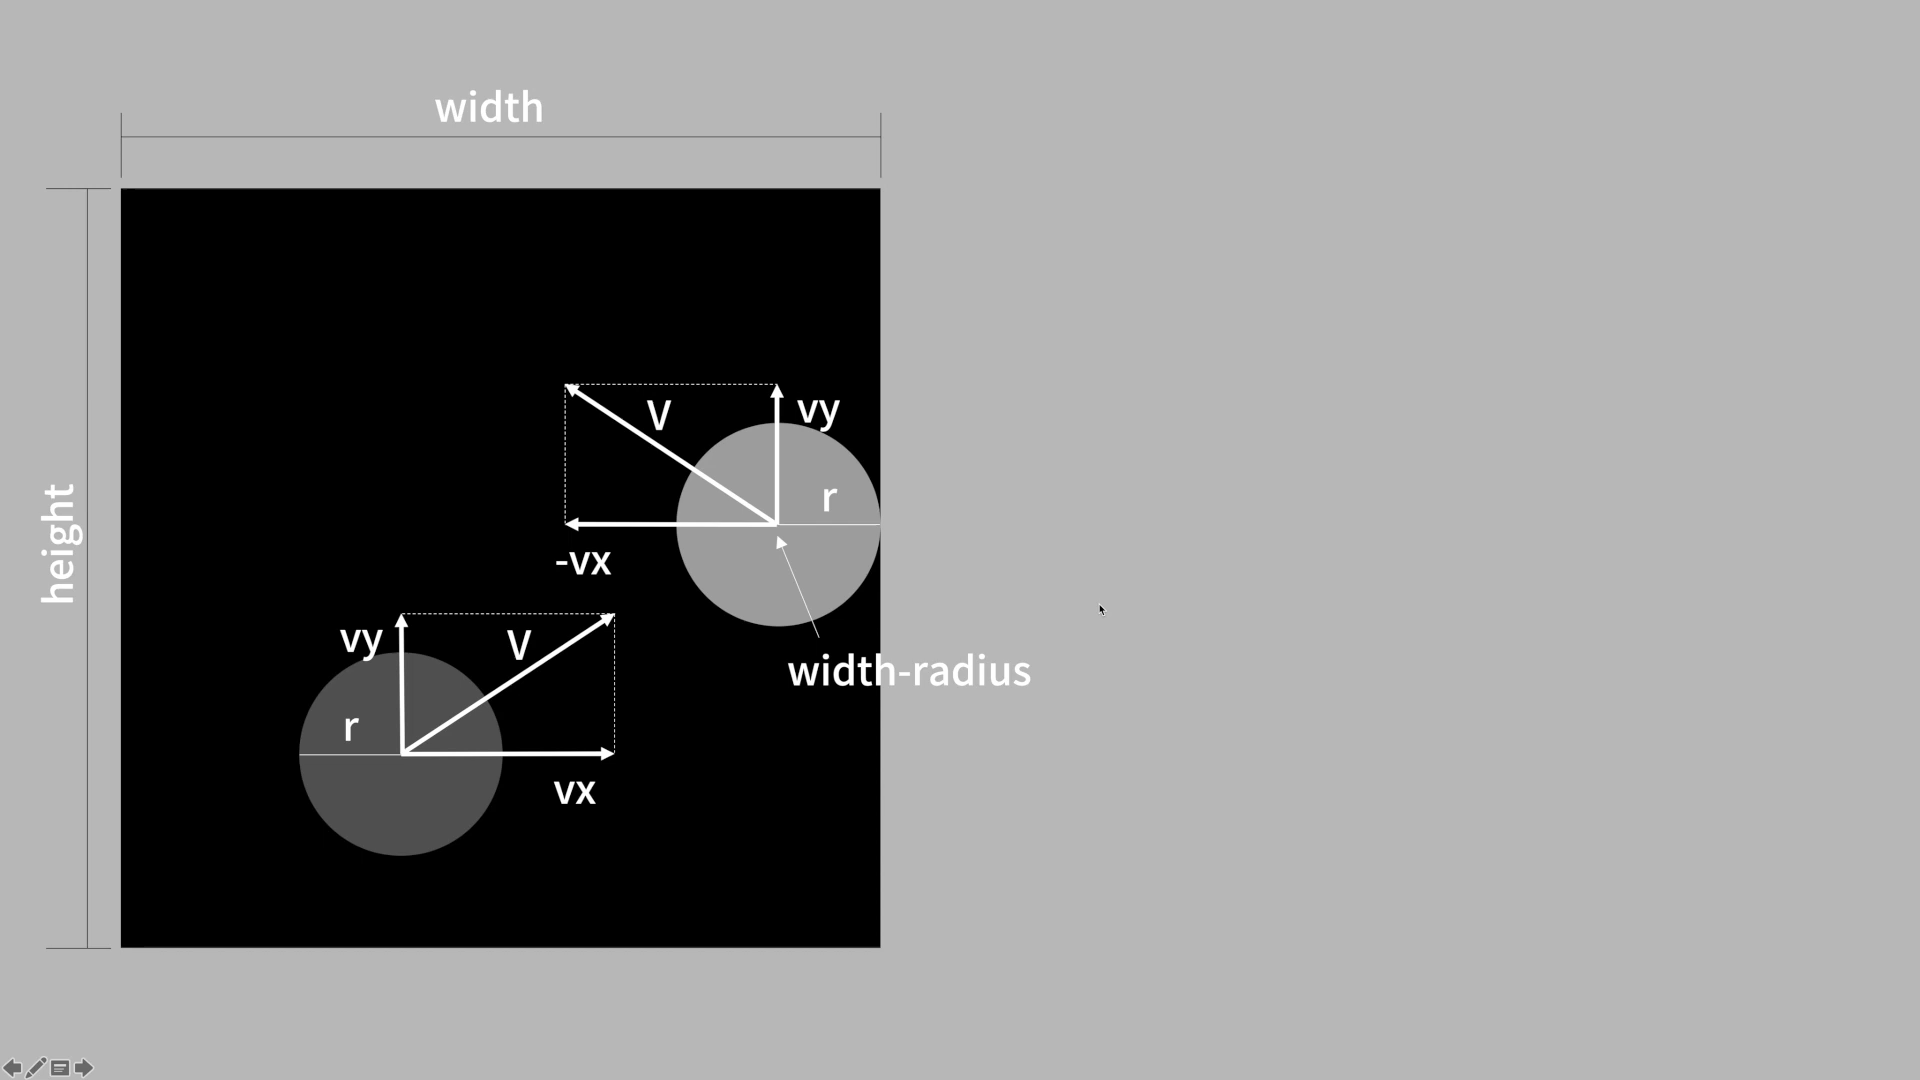 width
height
V
vy
r
-vx
width-radius
vy
V
r
vx